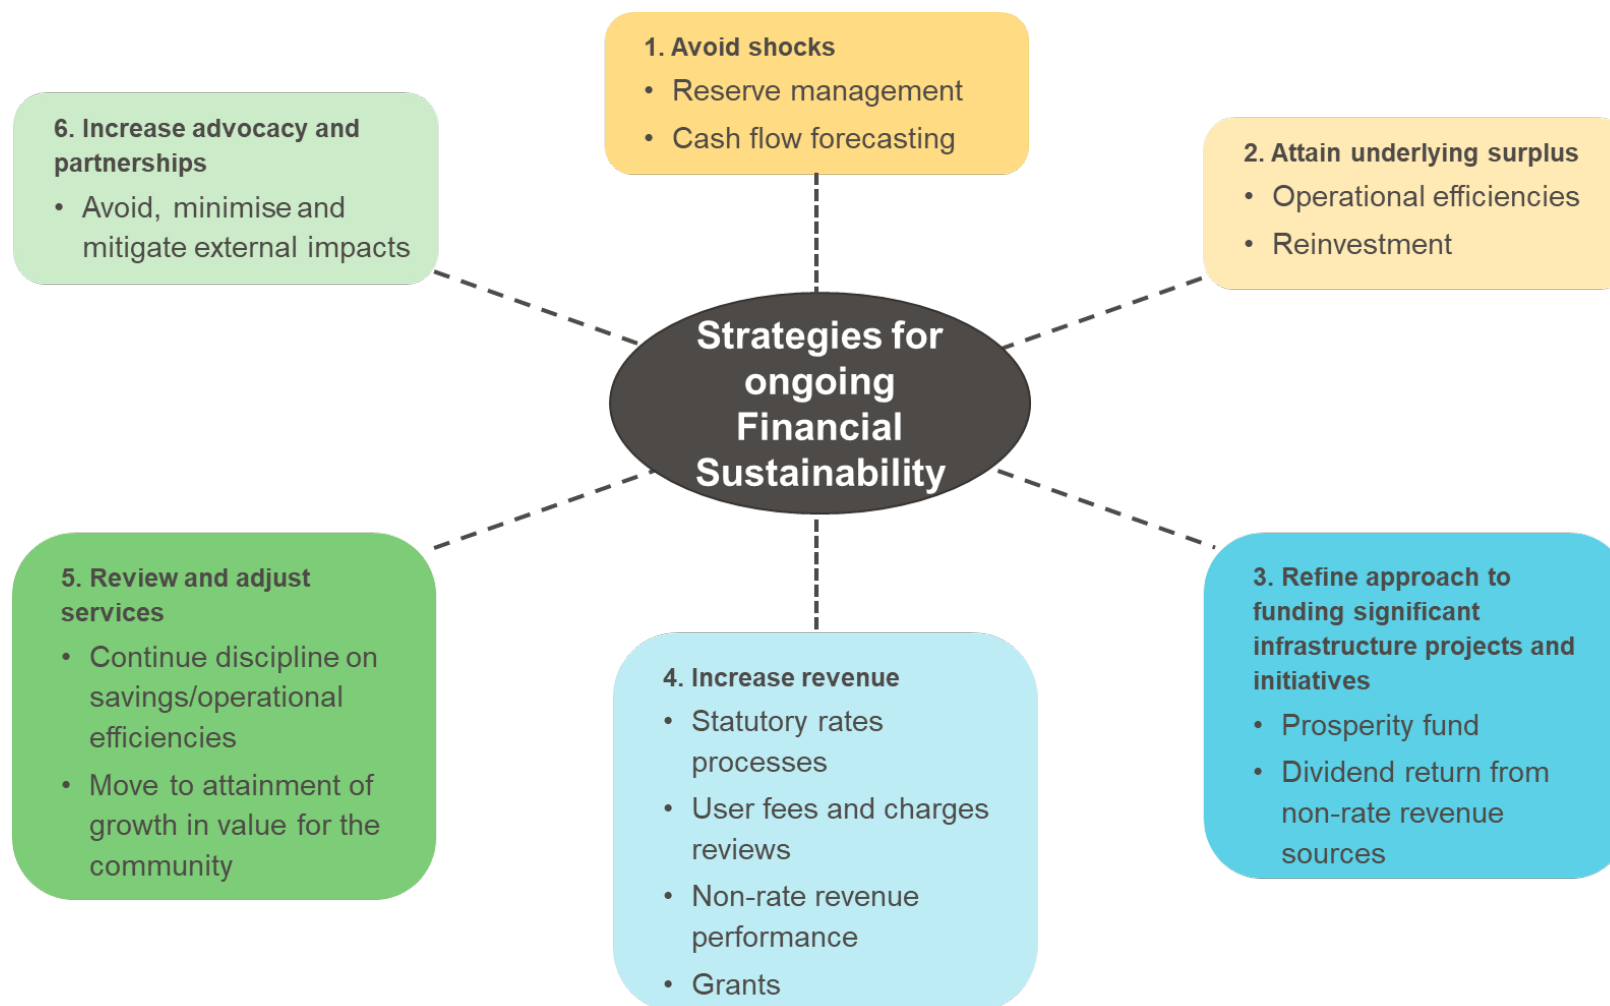 1. Avoid shocks
• Reserve management
• Cash flow forecasting
6. Increase advocacy and
partnerships
• Avoid, minimise and
mitigate external impacts
2. Attain underlying surplus
• Operational efficiencies
• Reinvestment
Strategies for
ongoing
Financial
Sustainability
5. Review and adjust
services
• Continue discipline on
savings/operational
efficiencies
• Move to attainment of
growth in value for the
community
4. Increase revenue
• Statutory rates
processes
• User fees and charges
reviews
• Non-rate revenue
performance
• Grants
3. Refine approach to
funding significant
infrastructure projects and
initiatives
• Prosperity fund
• Dividend return from
non-rate revenue
sources